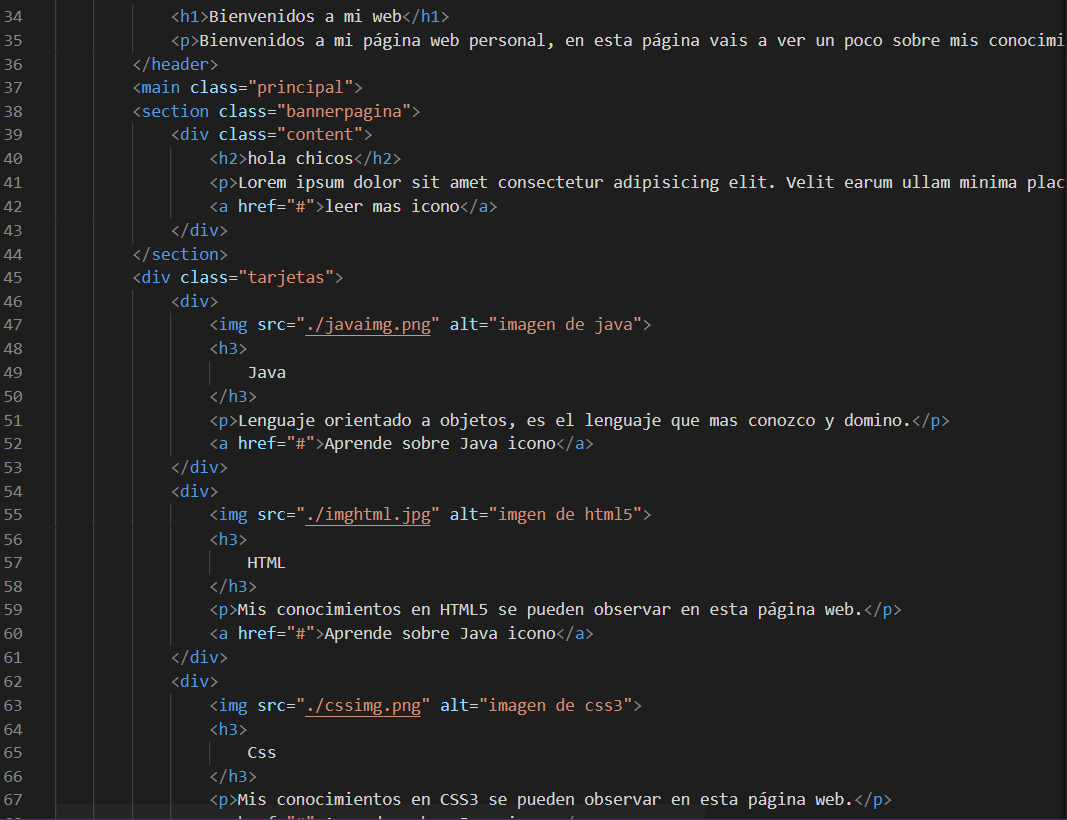 34 <h1>Bienvenidos a mi web</h1>
35 <p>Bienvenidos a mi página web personal, en esta página vais a ver un poco sobre mis conocimi
36 </header>
37 <main class="principal">
38 <section class="bannerpagina">
39 <div class="content">
40 <h2>hola chicos</h2>
41 <p>Lorem ipsum dolor sit amet consectetur adipisicing elit. Velit earum ullam minima plac
42 <a href="#">leer mas icono</a>
43 </div>
44 </section>
45 <div class="tarjetas">
46 <div>
47 <img src="./javaimg.png" alt="imagen de java">
48 <h3>
49 Java
50 </h3>
51 <p>Lenguaje orientado a objetos, es el lenguaje que mas conozco y domino.</p>
52 <a href="#">Aprende sobre Java icono</a>
53 </div>
54 <div>
55 <img src="./imghtml.jpg" alt="imgen de html5">
56 <h3>
57 HTML
58 </h3>
59 <p>Mis conocimientos en HTML5 se pueden observar en esta página web.</p>
60 <a href="#">Aprende sobre Java icono</a>
61 </div>
62 <div>
63 <img src="./cssimg.png" alt="imagen de css3">
64 <h3>
65 Css
66 </h3>
67 <p>Mis conocimientos en CSS3 se pueden observar en esta página web.</p>